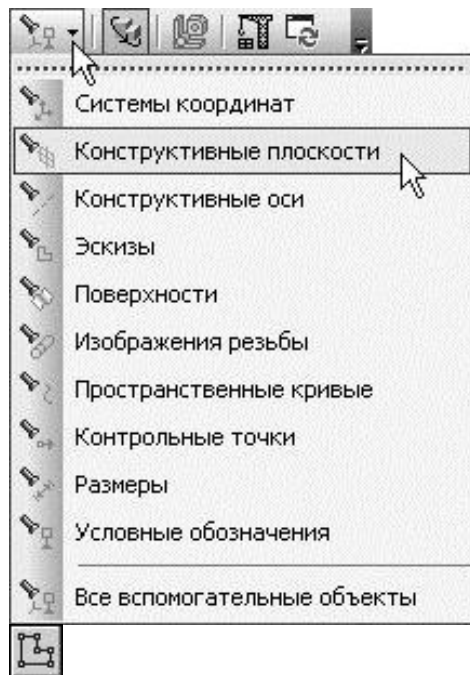 Системы координат
Конструктивные плоскости
Конструктивные оси
Эскизы
Поверхности
Изображения резьбы
Пространственные кривые
Контрольные точки
Размеры
Условные обозначения
Все вспомогательные объекты